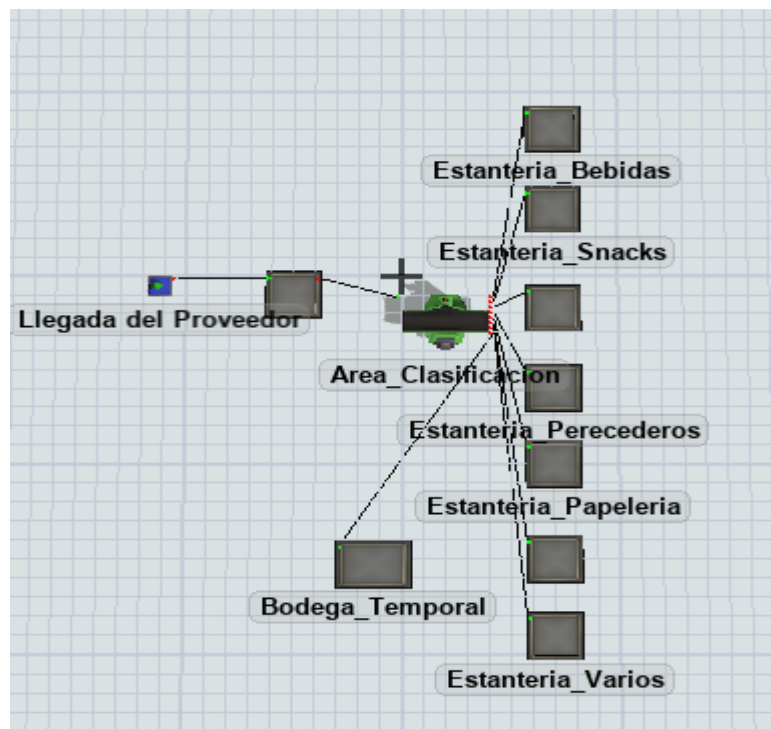 Estanteria_Bebidas
Estanteria_Snacks
Llegada del Proveedor
Area_Clasificacion
Estanteria_Perecederos
Estanteria_Papeleria
Bodega_Temporal
Estanteria_Varios